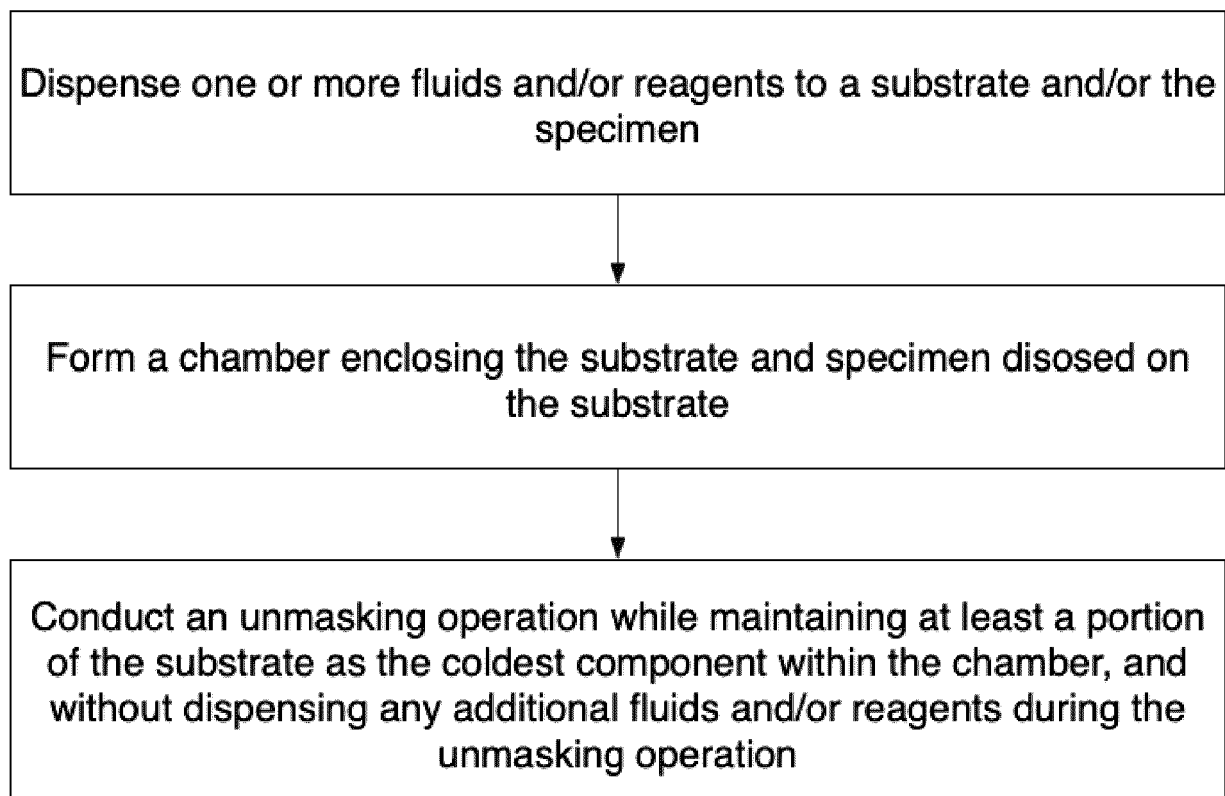 Dispense one or more fluids and/or reagents to a substrate and/or the
specimen
Form a chamber enclosing the substrate and specimen disosed on
the substrate
Conduct an unmasking operation while maintaining at least a portion
of the substrate as the coldest component within the chamber, and
without dispensing any additional fluids and/or reagents during the
unmasking operation